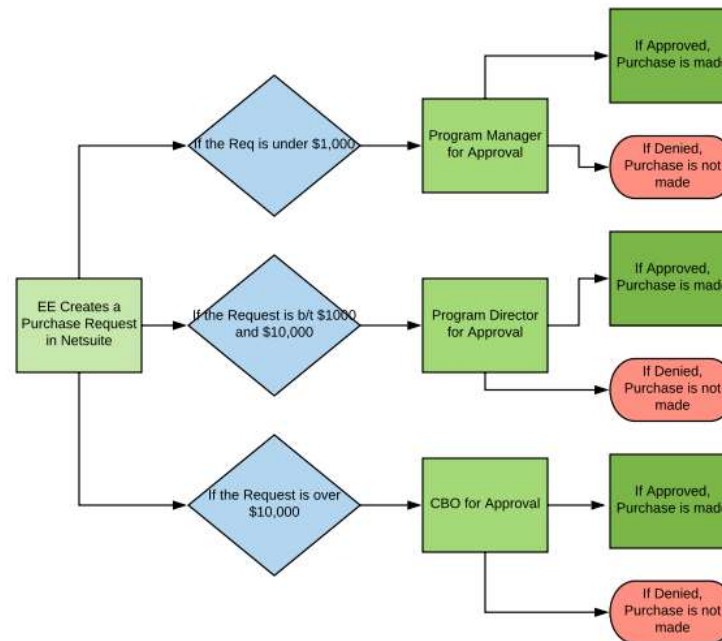 If Approved,
Purchase is made
If the Req is under $1,000
Program Manager
for Approval
If Denied,
Purchase is not
made
If Approved,
Purchase is made
EE Creates a
Purchase Request
in Netsuite
If the Request is b/t $1000
and $10,000
Program Director
for Approval
If Denied,
Purchase is not
made
If the Request is over
$10,000
CBO for Approval
If Approved,
Purchase is made
If Denied,
Purchase is not
made